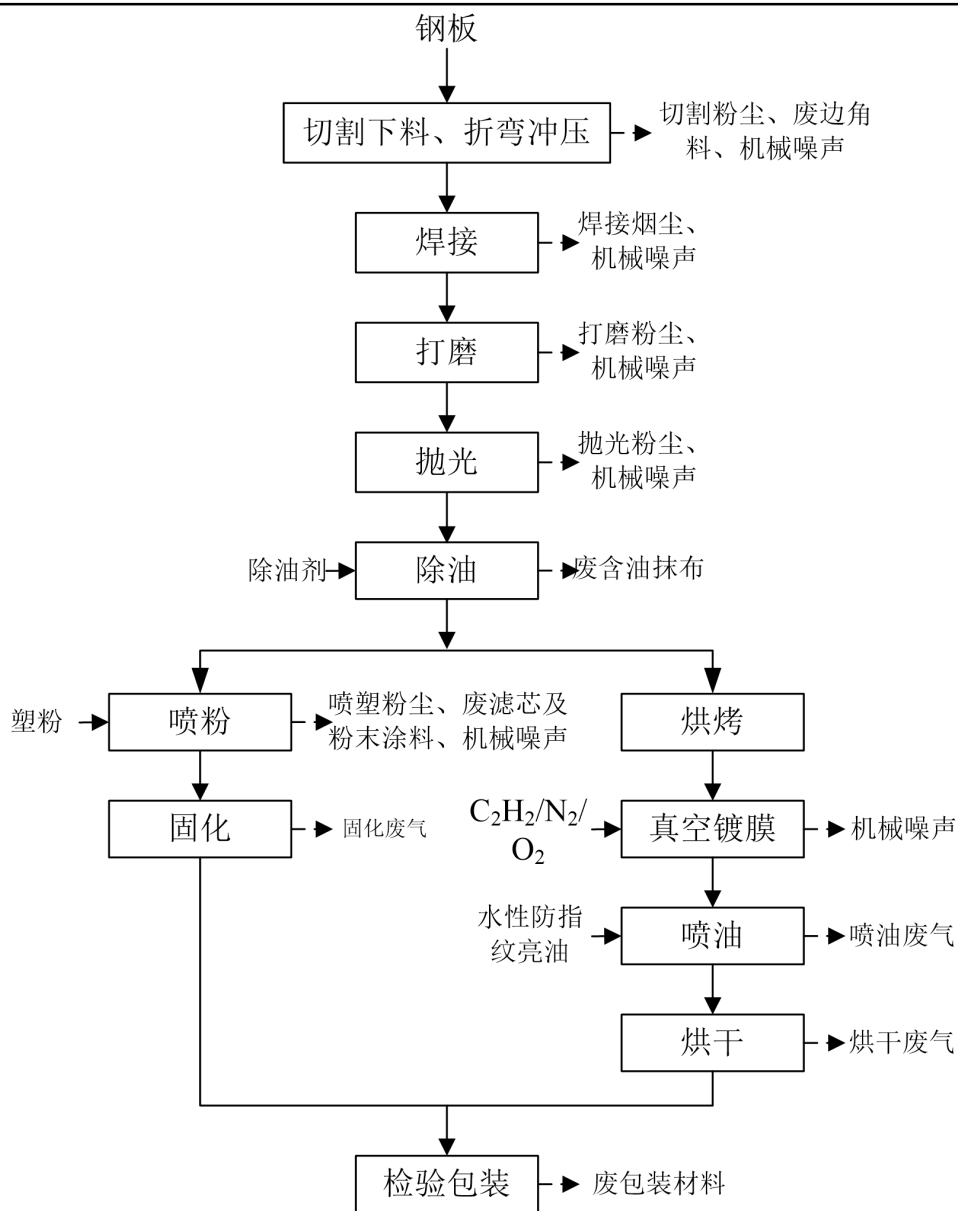 钢板
切割下料、折弯冲压
切割粉尘、废边角
料、机械噪声
焊接
焊接烟尘、
机械噪声
打磨
打磨粉尘、
机械噪声
抛光
抛光粉尘、
机械噪声
除油剂
除油
废含油抹布
塑粉
喷粉
喷塑粉尘、废滤芯及
粉末涂料、机械噪声
烘烤
固化
固化废气
C₂H₂/N₂/
O₂
真空镀膜
机械噪声
水性防指
纹亮油
喷油
喷油废气
烘干
烘干废气
检验包装
废包装材料